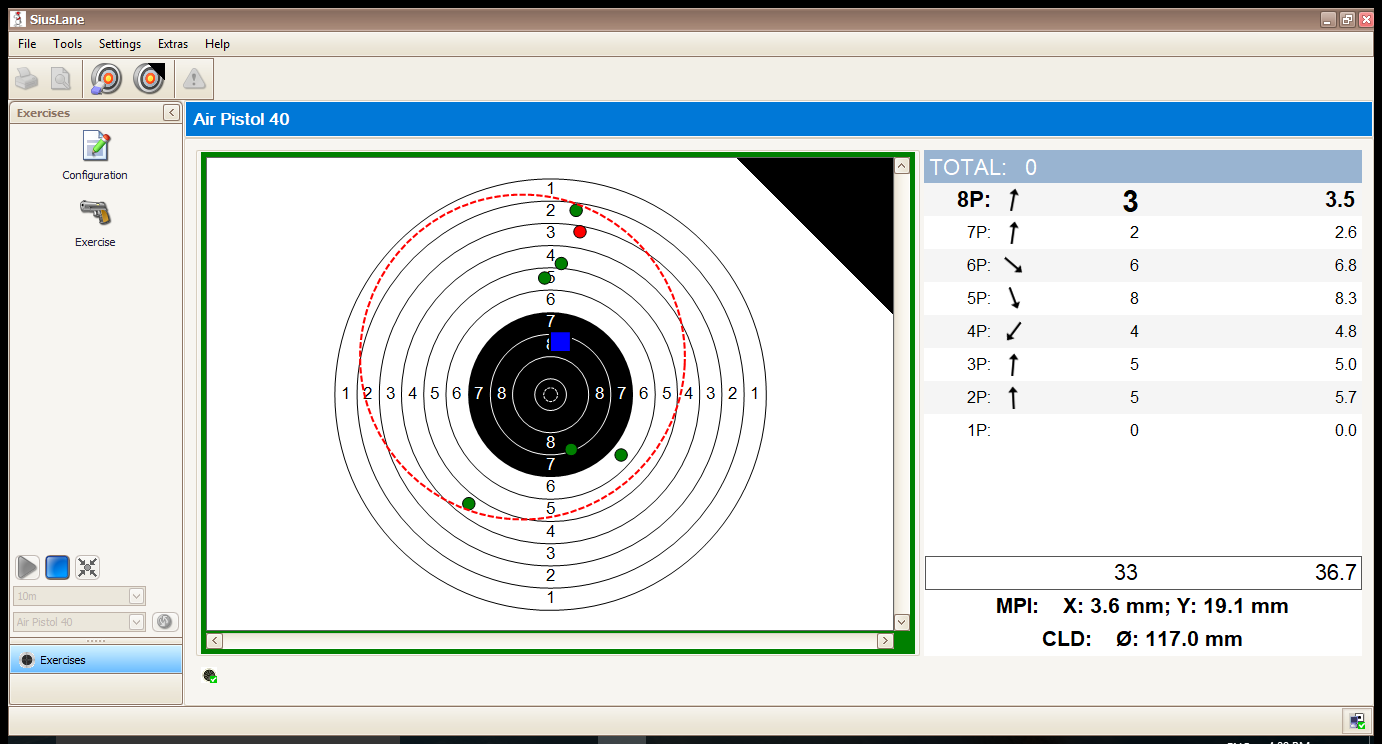 SiusLane
File Tools Settings Extras Help
Exercises
Configuration
Exercise
10m
Air Pistol 40
Exercises
Air Pistol 40
1
2
3
4
5
6
7
8
1 2 3 4 5 6 7 8 8 7 6 5 4 3 2 1
8
7
6
5
4
3
2
1
TOTAL: 0
8P: 3 3.5
7P: 2 2.6
6P: 6 6.8
5P: 8 8.3
4P: 4 4.8
3P: 5 5.0
2P: 5 5.7
1P: 0 0.0
33 36.7
MPI: X: 3.6 mm; Y: 19.1 mm
CLD: Ø: 117.0 mm